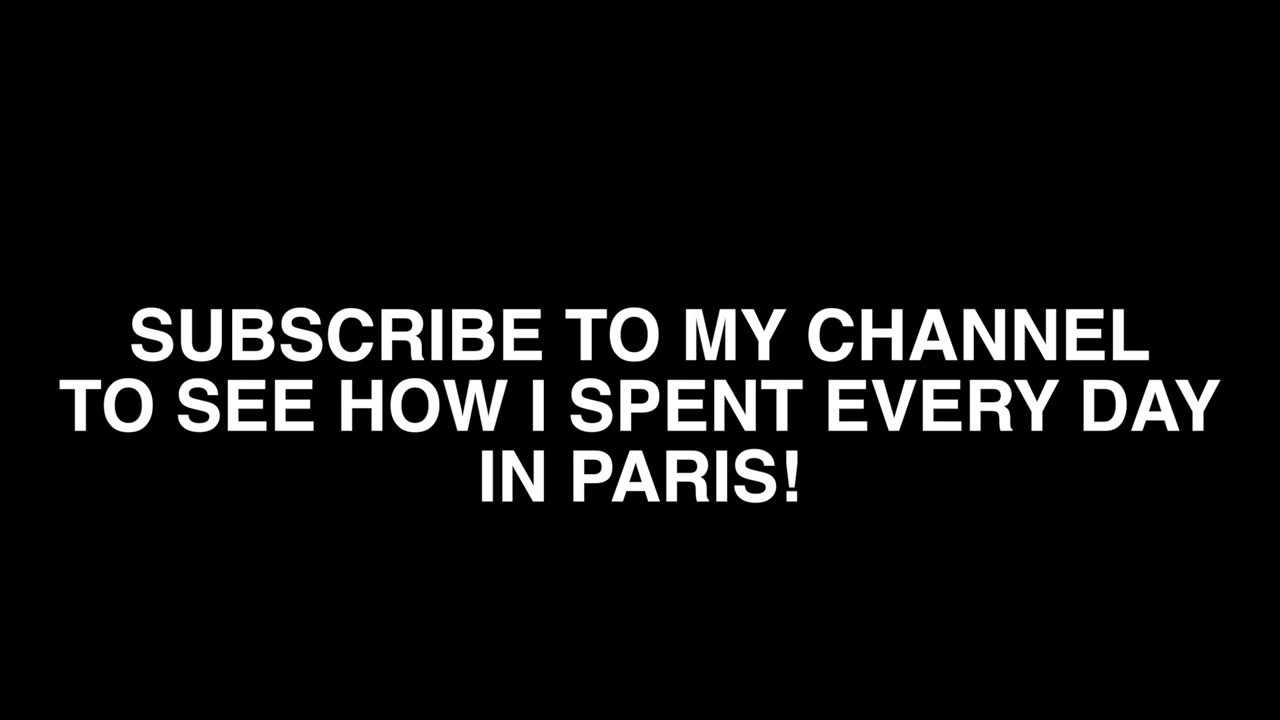 SUBSCRIBE TO MY CHANNEL
TO SEE HOW I SPENT EVERY DAY
IN PARIS!